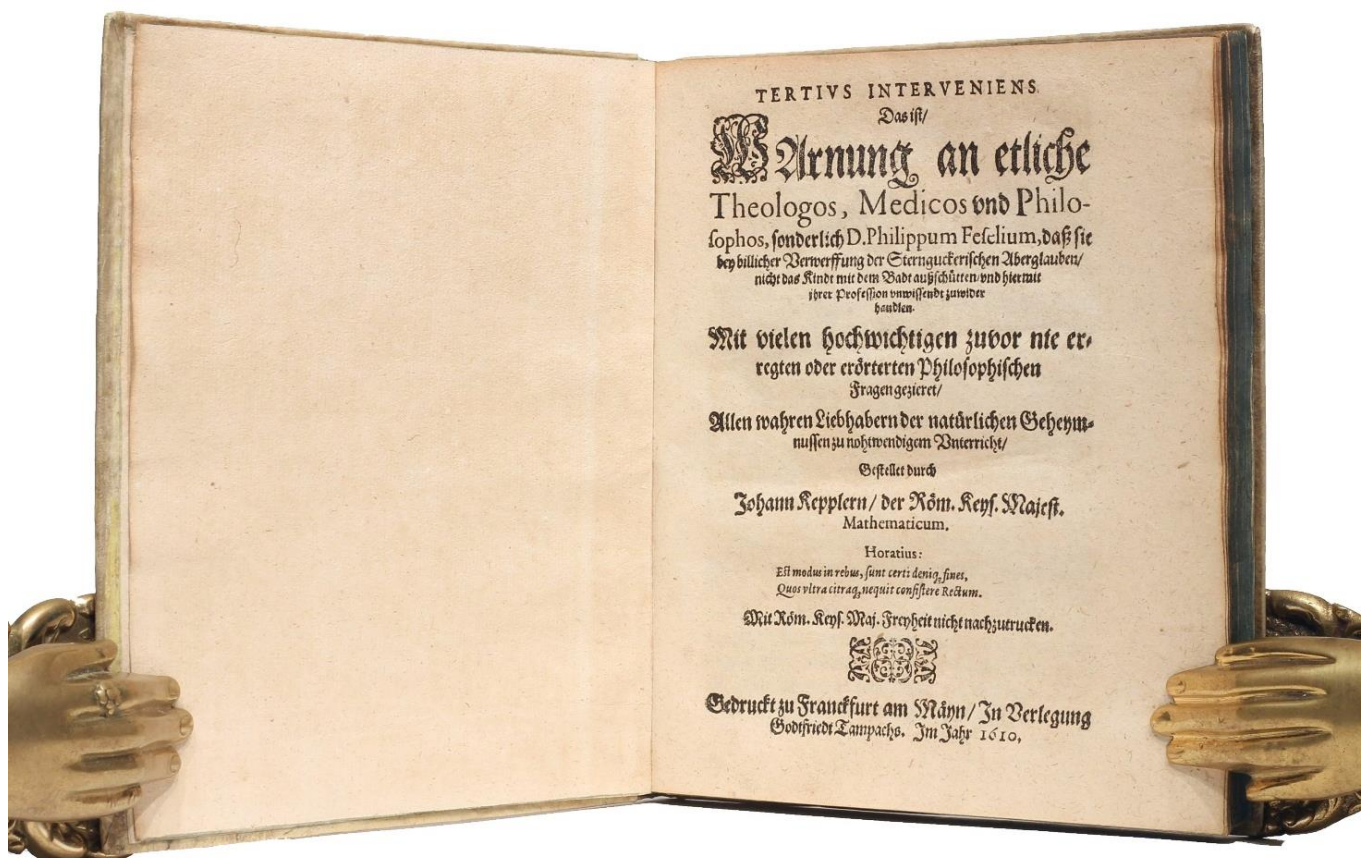 TERTIVS INTERVENIENS.
Das ist/
WArnung an etliche
Theologos, Medicos vnd Philo-
sophos, sonderlich D. Philippum Feselium, daß sie
bey billicher Verwerffung der Sternguckerischen Aberglauben/
nicht das Kindt mit dem Badt außschütten/ vnd hiermit
jhrer Profession vnwissendt zuwider
handlen.
Mit vielen hochwichtigen zuvor nie er-
regten oder erörterten Philosophischen
Fragen gezieret/
Allen wahren Liebhabern der natürlichen Geheym-
nussen zu nohtwendigem Vnterricht/
Gestellet durch
Johann Kepplern/ der Röm. Keys. Majest.
Mathematicum.
Horatius:
Est modus in rebus, sunt certi deniq, fines,
Quos vltra citraq, nequit consistere Rectum.
Mit Röm. Keys. Maj. Freyheit nicht nachzutrucken.
Gedruckt zu Franckfurt am Mäyn/ In Verlegung
Godtfriedt Tampachs. Im Jahr 1610.